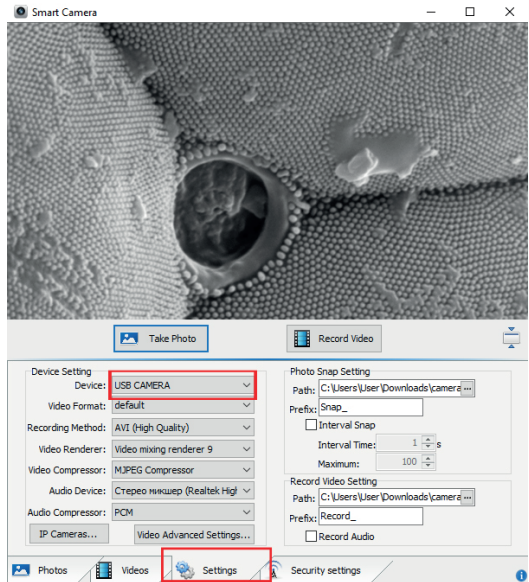 Smart Camera
Take Photo
Record Video
Device Setting
Device: USB CAMERA
Video Format: default
Recording Method: AVI (High Quality)
Video Renderer: Video mixing renderer 9
Video Compressor: MJPEG Compressor
Audio Device: Стерео микшер (Realtek High
Audio Compressor: PCM
IP Cameras...
Video Advanced Settings...
Photo Snap Setting
Path: C:\Users\User\Downloads\camera ...
Prefix: Snap_
Interval Snap
Interval Time: 1 s
Maximum: 100
Record Video Setting
Path: C:\Users\User\Downloads\camera ...
Prefix: Record_
Record Audio
Photos
Videos
Settings
Security settings